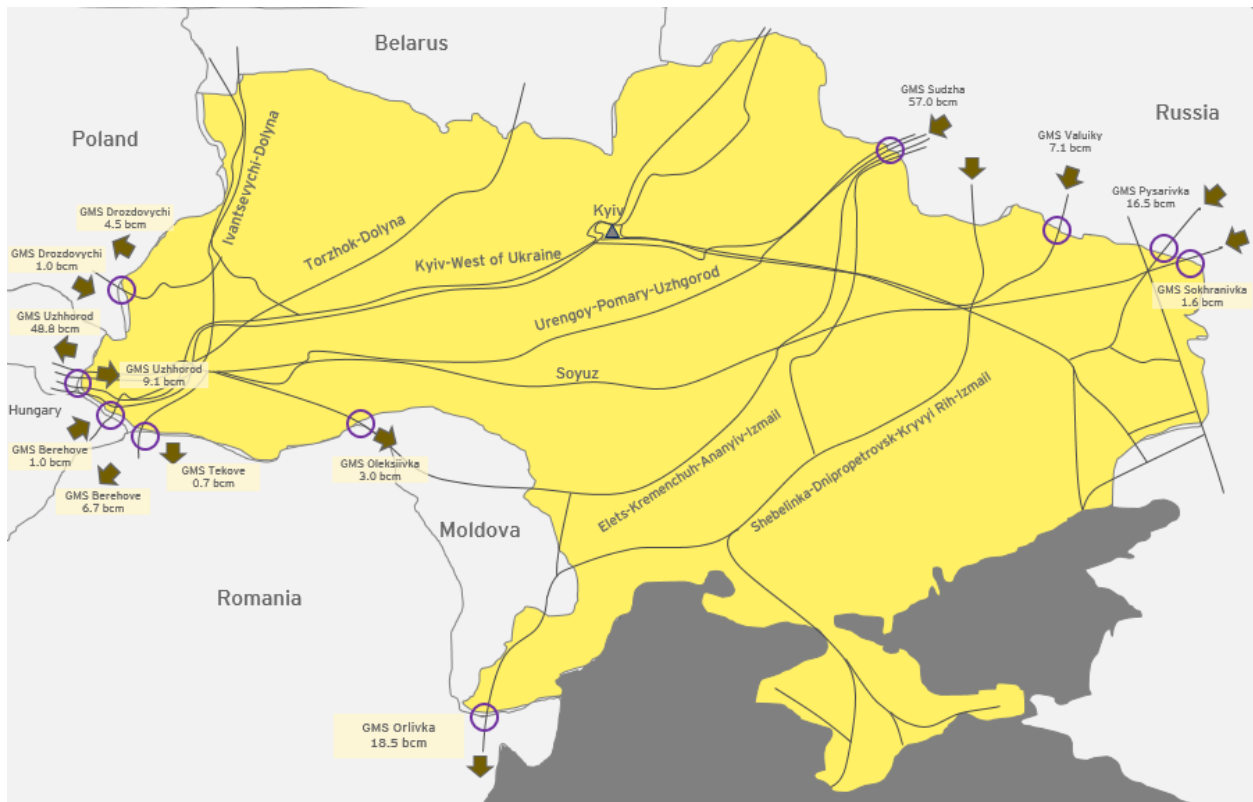 Belarus
GMS Sudzha
57.0 bcm
Russia
Poland
GMS Valuiky
7.1 bcm
GMS Pysarivka
16.5 bcm
Ivantsevychi-Dolyna
GMS Drozdovychi
4.5 bcm
Kyiv
Torzhok-Dolyna
GMS Drozdovychi
1.0 bcm
Kyiv-West of Ukraine
GMS Sokhranivka
1.6 bcm
Urengoy-Pomary-Uzhgorod
GMS Uzhhorod
48.8 bcm
GMS Uzhhorod
9.1 bcm
Soyuz
Hungary
GMS Berehove
1.0 bcm
GMS Tekove
0.7 bcm
GMS Oleksiivka
3.0 bcm
Elets-Kremenchuh-Ananyiv-Izmail
Shebelinka-Dnipropetrovsk-Kryvyi Rih-Izmail
GMS Berehove
6.7 bcm
Moldova
Romania
GMS Orlivka
18.5 bcm